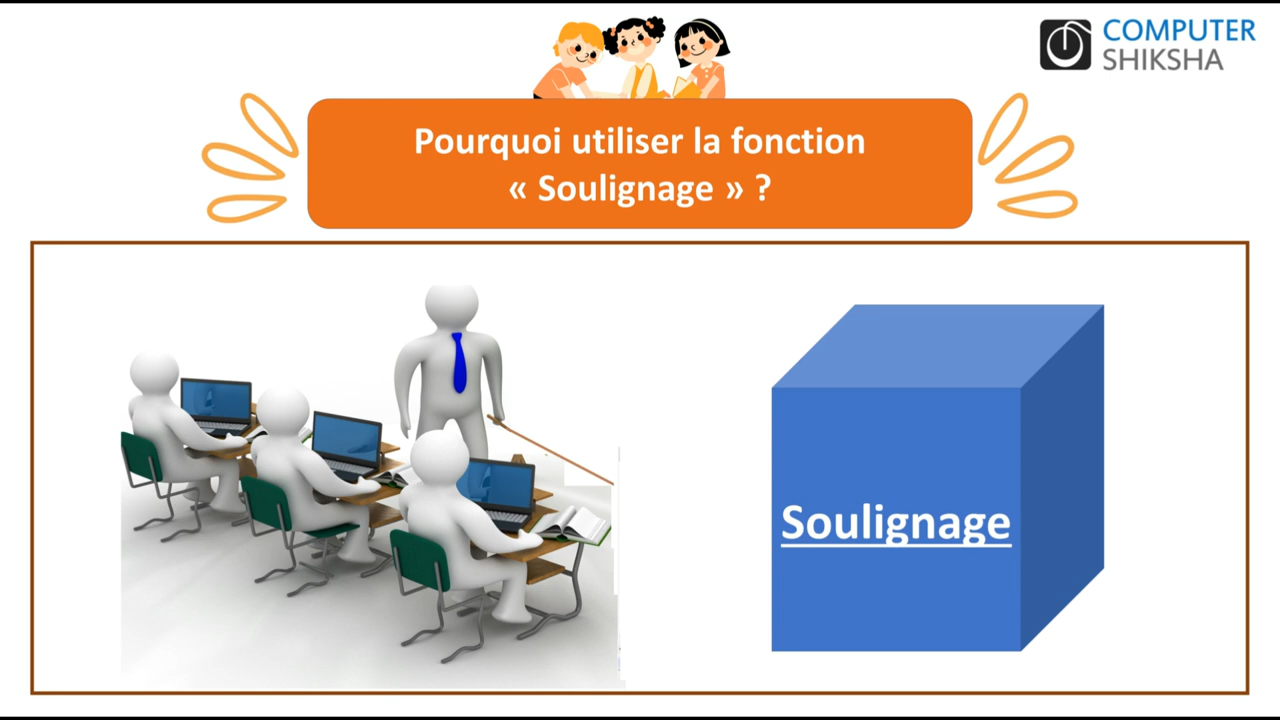 COMPUTER
SHIKSHA
Pourquoi utiliser la fonction
« Soulignage » ?
Soulignage